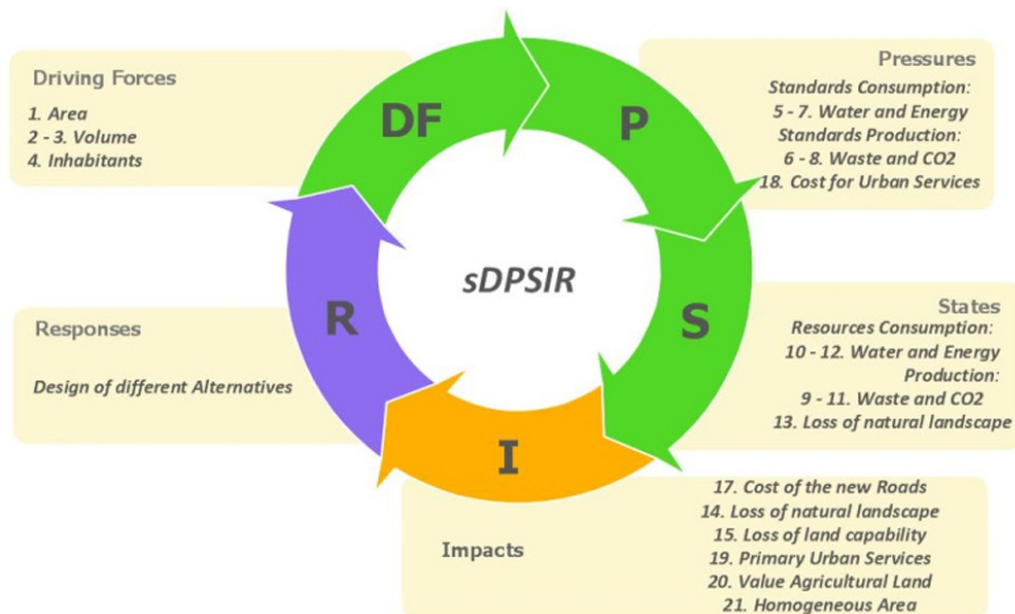 Driving Forces
1. Area
2 - 3. Volume
4. Inhabitants
DF
P
Pressures
Standards Consumption:
5 - 7. Water and Energy
Standards Production:
6 - 8. Waste and CO2
18. Cost for Urban Services
sDPSIR
R
S
Responses
Design of different Alternatives
States
Resources Consumption:
10 - 12. Water and Energy
Production:
9 - 11. Waste and CO2
13. Loss of natural landscape
I
Impacts
17. Cost of the new Roads
14. Loss of natural landscape
15. Loss of land capability
19. Primary Urban Services
20. Value Agricultural Land
21. Homogeneous Area